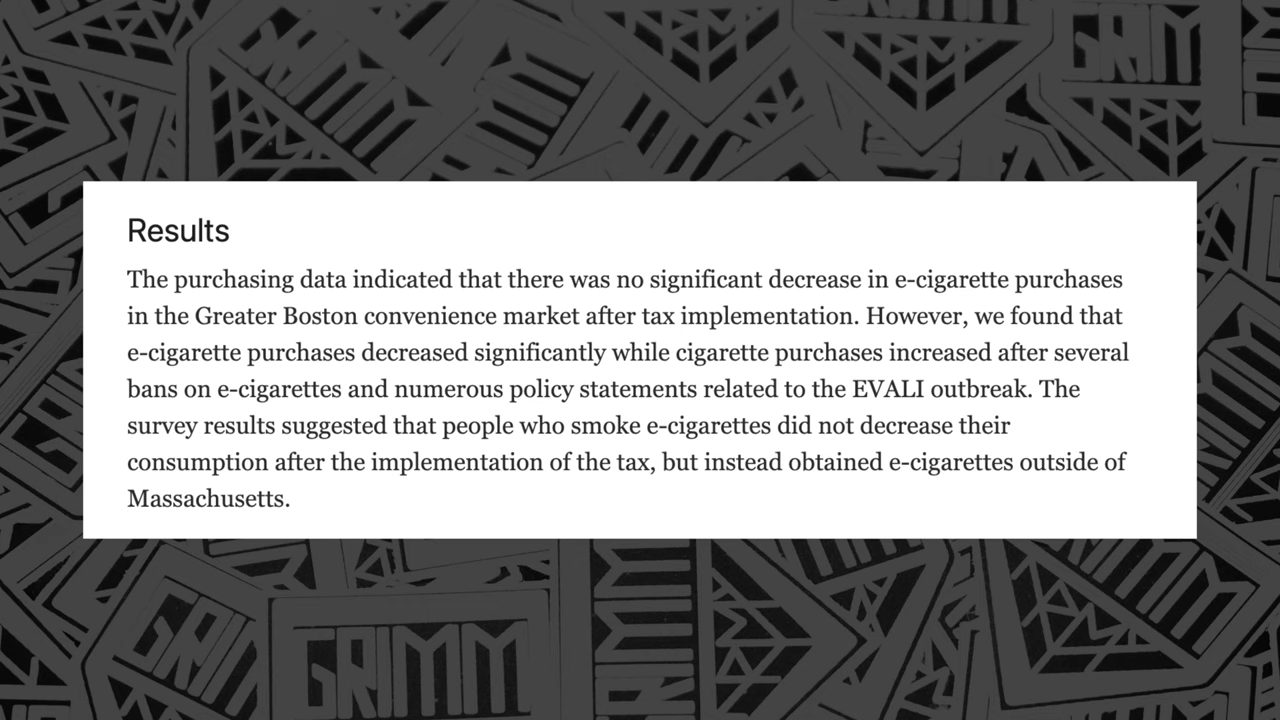 GRIMM
GRIM
Results
The purchasing data indicated that there was no significant decrease in e-cigarette purchases
in the Greater Boston convenience market after tax implementation. However, we found that
e-cigarette purchases decreased significantly while cigarette purchases increased after several
bans on e-cigarettes and numerous policy statements related to the EVALI outbreak. The
survey results suggested that people who smoke e-cigarettes did not decrease their
consumption after the implementation of the tax, but instead obtained e-cigarettes outside of
Massachusetts.
GRIMM
GRIMM